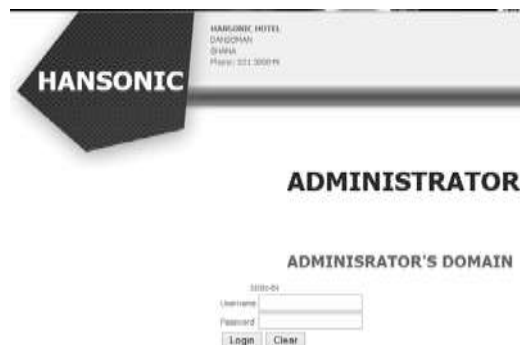 HANSONIC HOTEL
DANSOMAN
GHANA
HANSONIC
ADMINISTRATOR
ADMINISRATOR'S DOMAIN
Username
Password
Login Clear